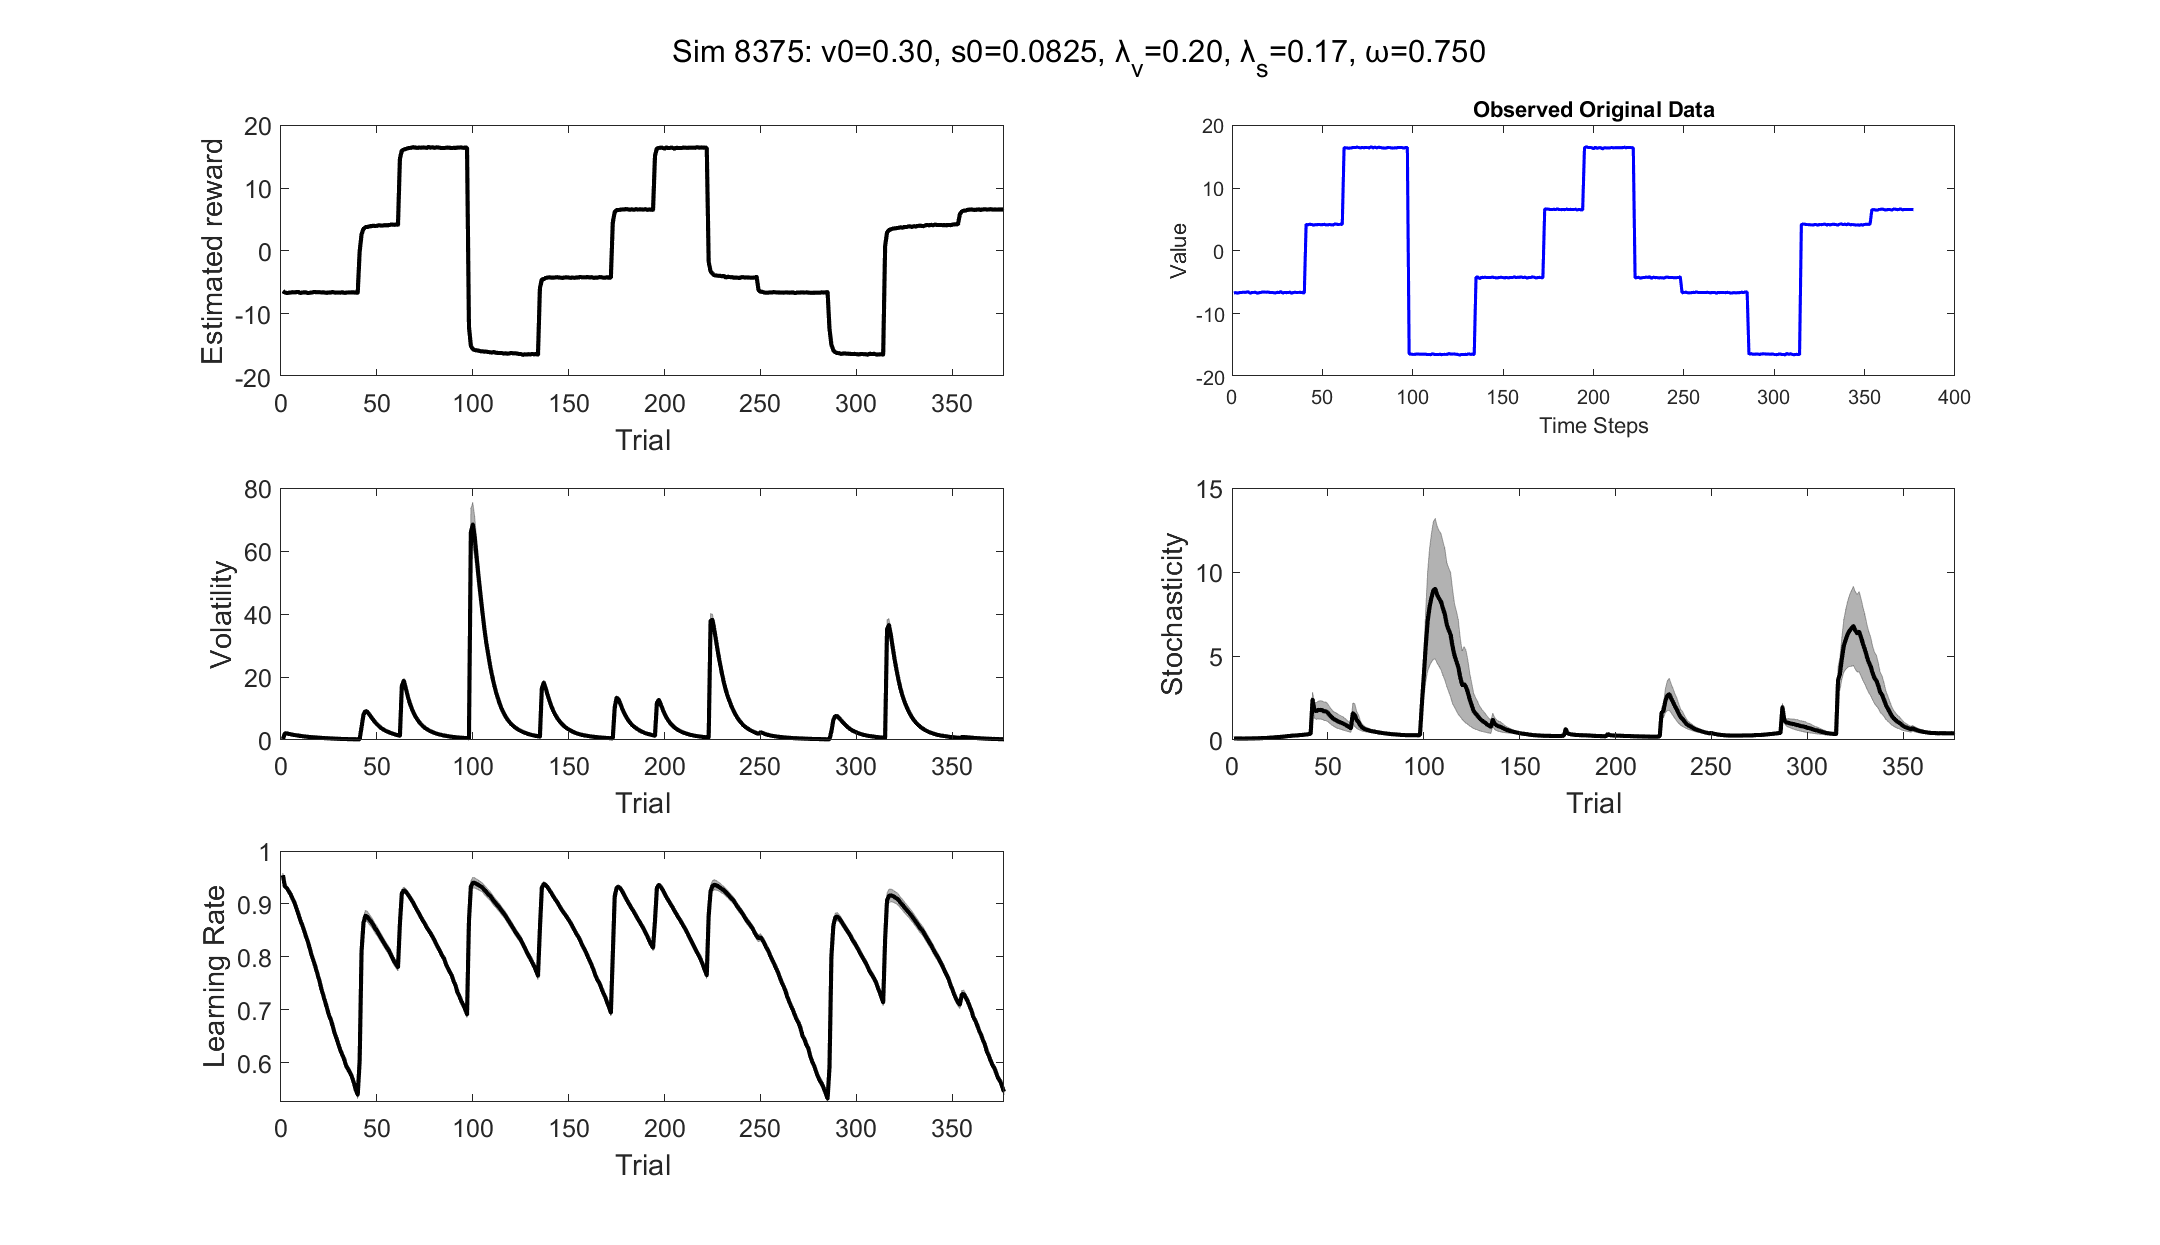 Sim 8375: v0=0.30, s0=0.0825, λv=0.20, λs=0.17, ω=0.750
20
10
0
-10
-20
Estimated reward
0 50 100 150 200 250 300 350
Trial
Observed Original Data
20
10
0
-10
-20
Value
0 50 100 150 200 250 300 350 400
Time Steps
80
60
40
20
0
Volatility
0 50 100 150 200 250 300 350
Trial
15
10
5
0
Stochasticity
0 50 100 150 200 250 300 350
Trial
1
0.9
0.8
0.7
0.6
Learning Rate
0 50 100 150 200 250 300 350
Trial